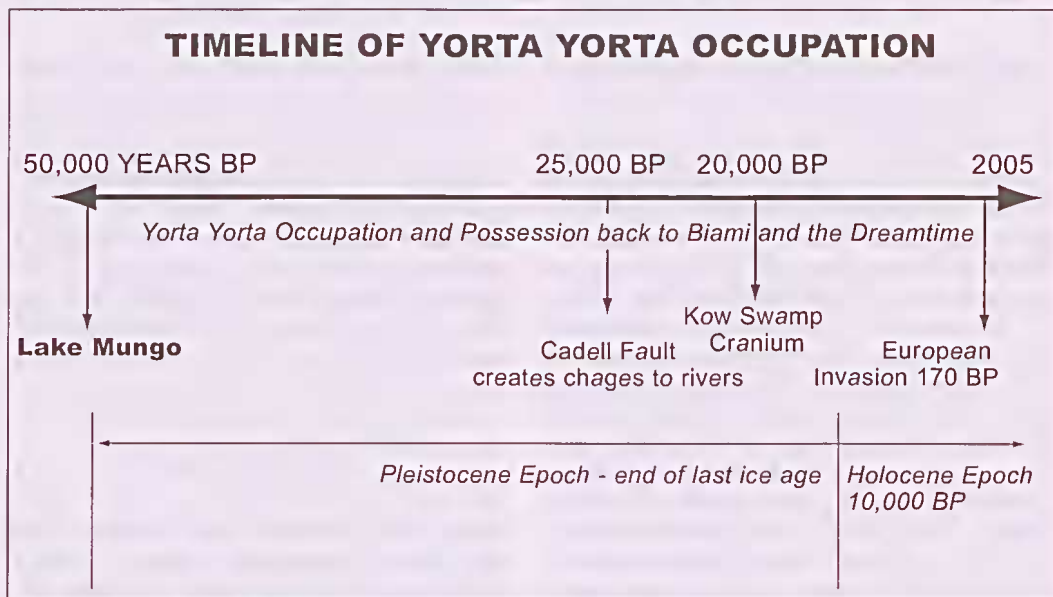 TIMELINE OF YORTA YORTA OCCUPATION
50,000 YEARS BP
25,000 BP
20,000 BP
2005
Yorta Yorta Occupation and Possession back to Biami and the Dreamtime
Lake Mungo
Cadell Fault
creates chages to rivers
Kow Swamp
Cranium
European
Invasion 170 BP
Pleistocene Epoch - end of last ice age
Holocene Epoch
10,000 BP